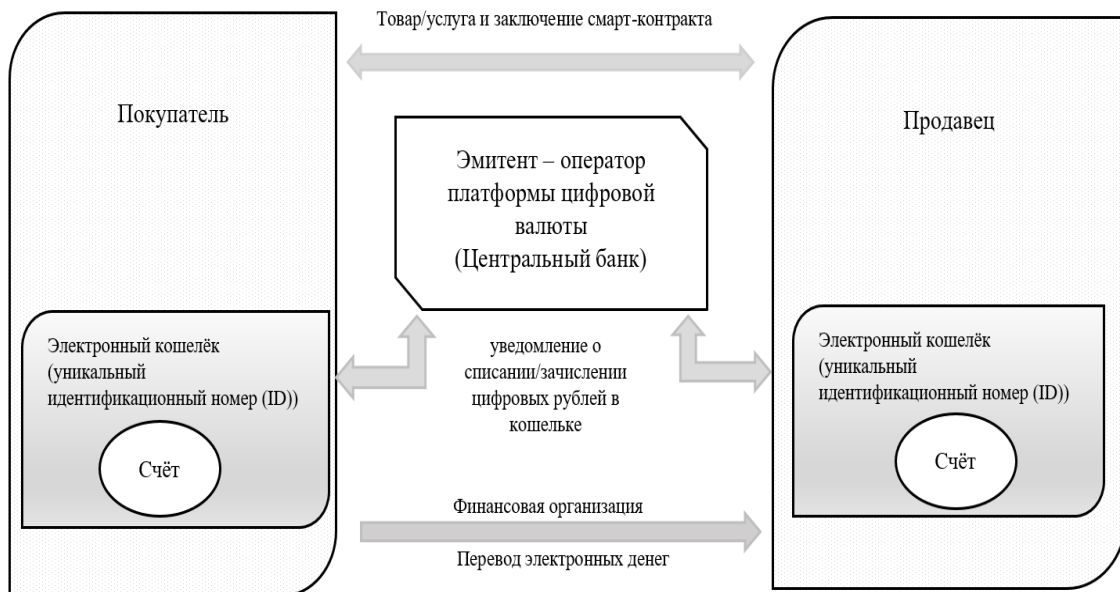 Товар/услуга и заключение смарт-контракта
Покупатель
Эмитент – оператор
платформы цифровой
валюты
(Центральный банк)
Продавец
Электронный кошелёк
(уникальный
идентификационный номер (ID))
Счёт
уведомление о
списании/зачислении
цифровых рублей в
кошельке
Электронный кошелёк
(уникальный
идентификационный номер (ID))
Счёт
Финансовая организация
Перевод электронных денег